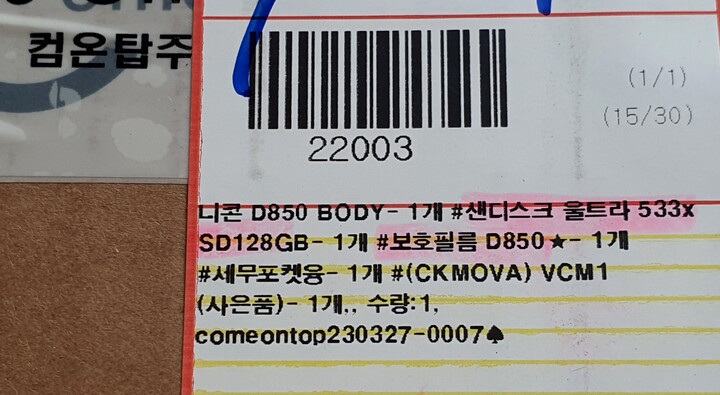 컴온탑주
(1/1)
(15/30)
22003
니콘 D850 BODY- 1개 #샌디스크 울트라 533x
SD128GB- 1개 #보호필름 D850★- 1개
#세무포켓융- 1개 #(CKMOVA) VCM1
(사은품)- 1개,, 수량:1,
comeontop230327-0007♠